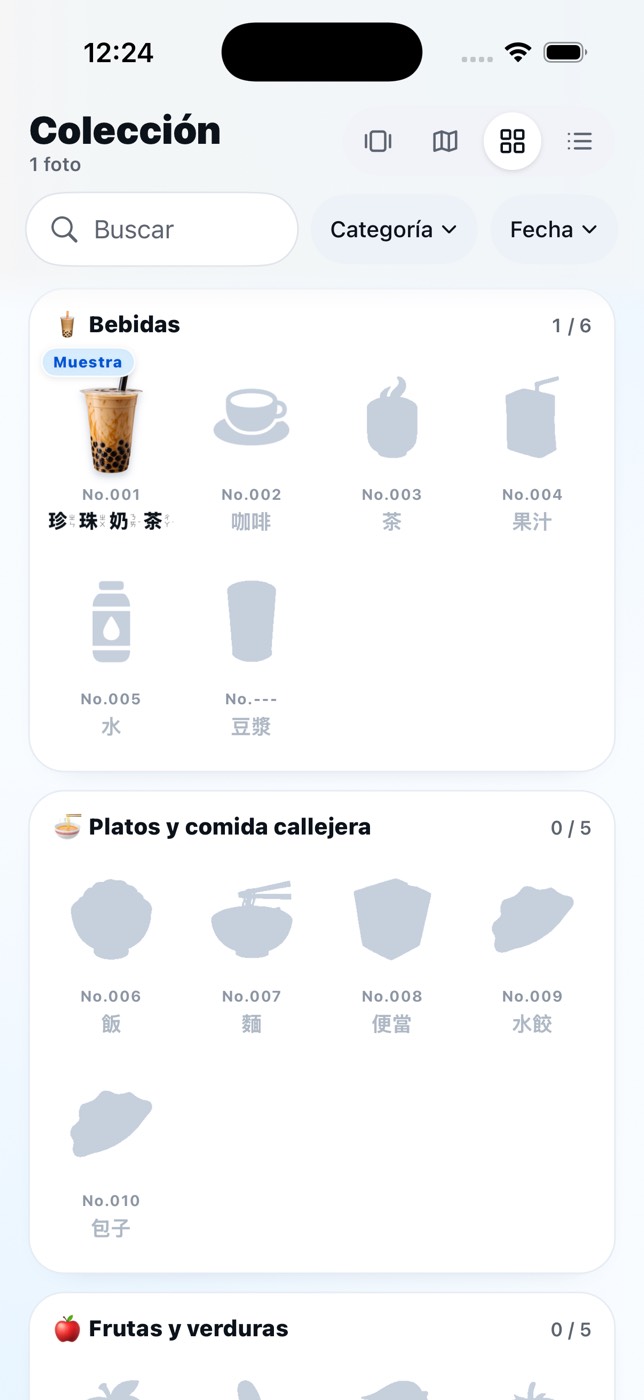 12:24
Colección
1 foto
Buscar
Categoría
Fecha
Bebidas
1 / 6
Muestra
No.001
No.002
No.003
No.004
珍珠奶茶
咖啡
茶
果汁
No.005
No.---
水
豆漿
Platos y comida callejera
0 / 5
No.006
No.007
No.008
No.009
飯
麵
便當
水餃
No.010
包子
Frutas y verduras
0 / 5